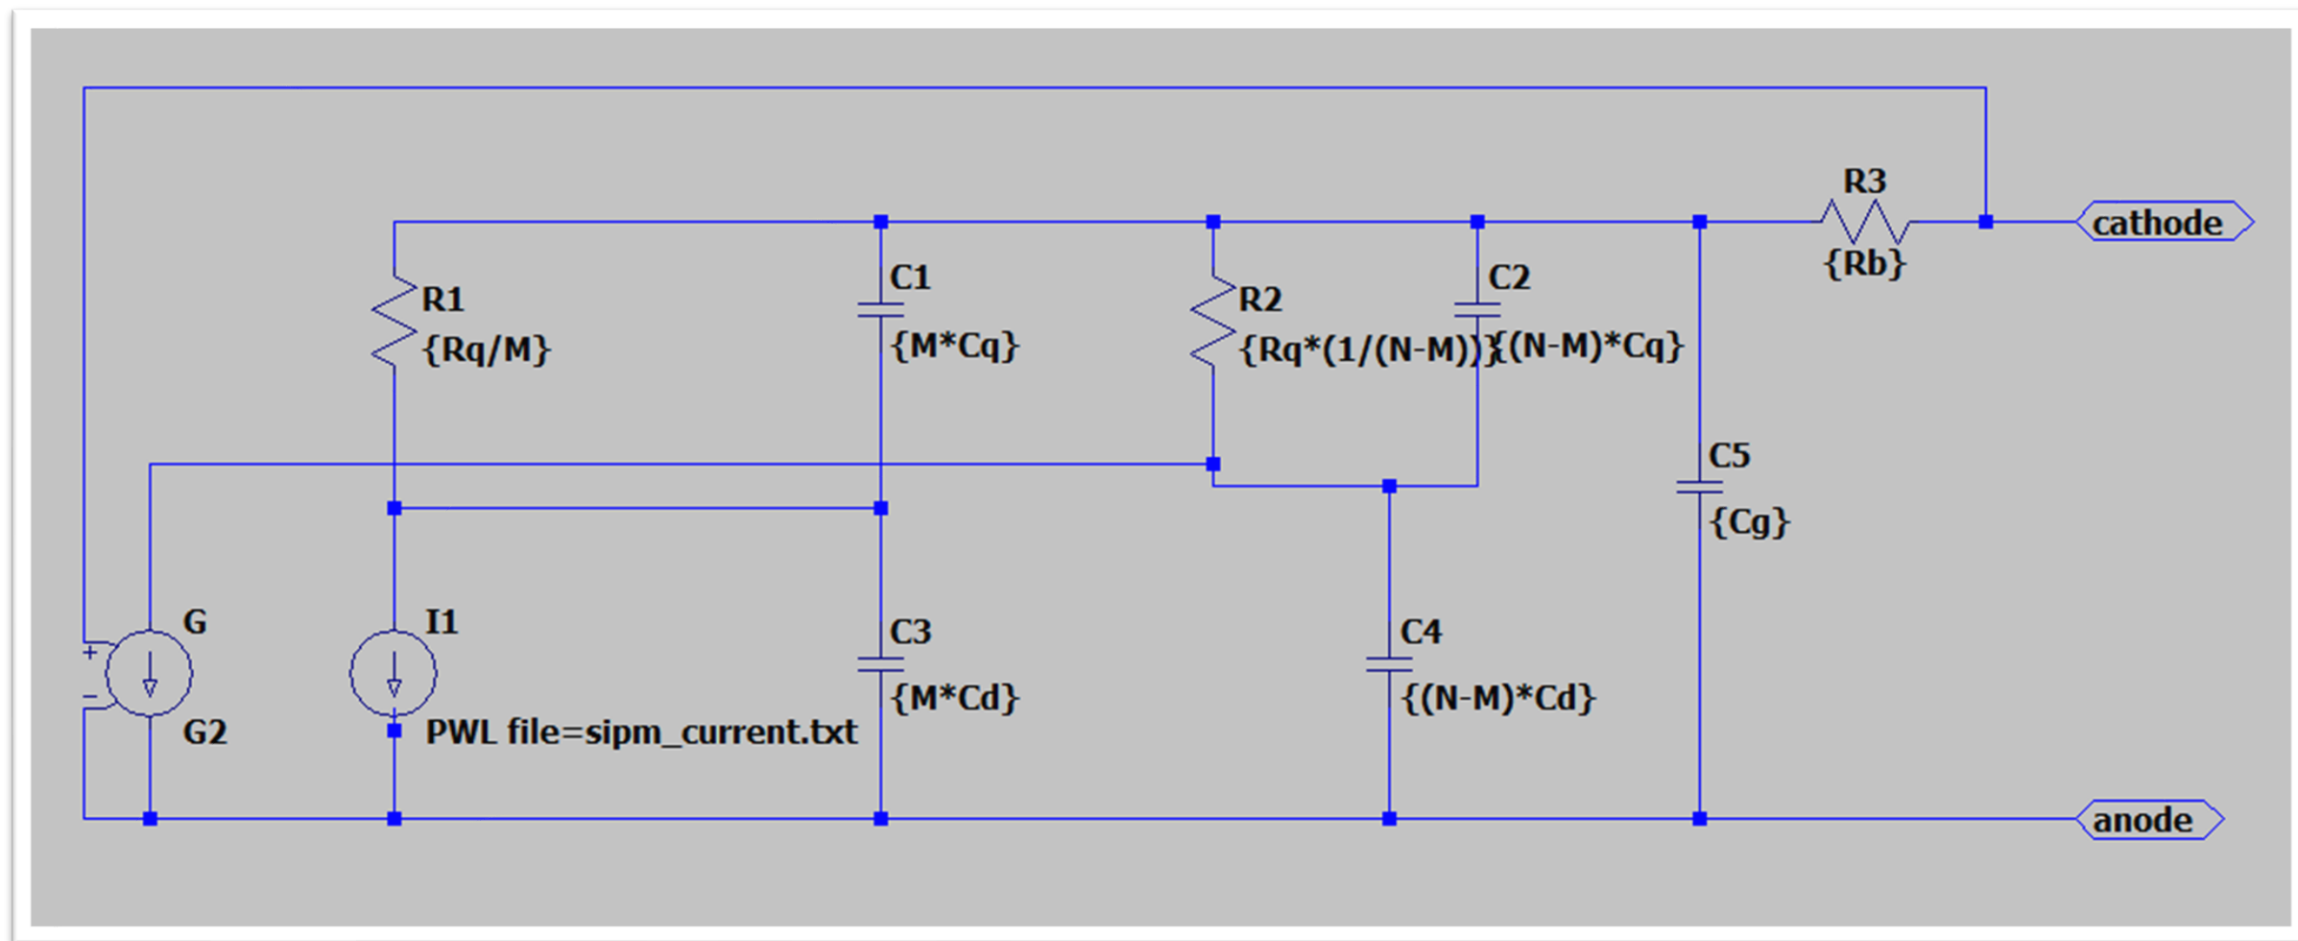 R3
cathode
{Rb}
R1
{Rq/M}
C1
{M*Cq}
R2
{Rq*(1/(N-M))}
C2
{(N-M)*Cq}
C5
{Cg}
+
–
G
G2
I1
PWL file=sipm_current.txt
C3
{M*Cd}
C4
{(N-M)*Cd}
anode